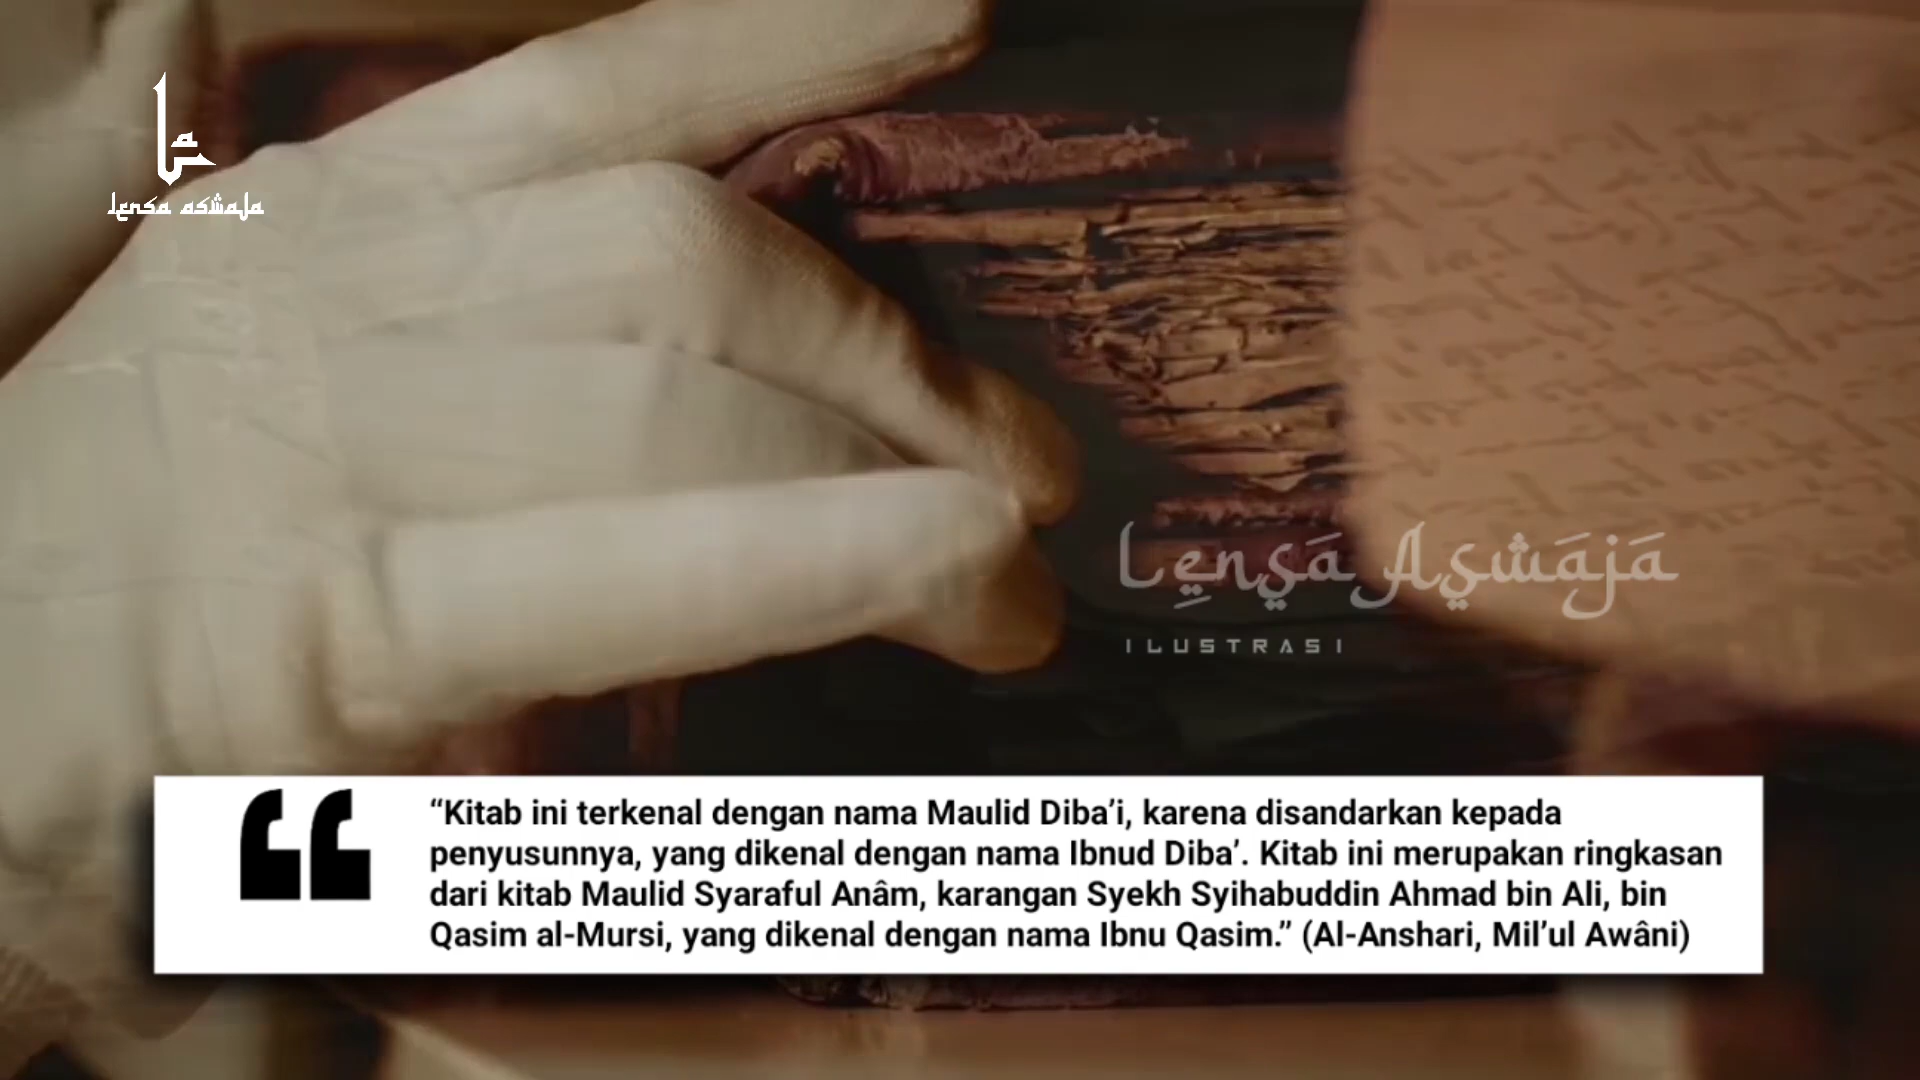 Lensa Aswaja
Lensa Aswaja
ILUSTRASI
“Kitab ini terkenal dengan nama Maulid Diba’i, karena disandarkan kepada
penyusunnya, yang dikenal dengan nama Ibnud Diba’. Kitab ini merupakan ringkasan
dari kitab Maulid Syaraful Anâm, karangan Syekh Syihabuddin Ahmad bin Ali, bin
Qasim al-Mursi, yang dikenal dengan nama Ibnu Qasim.” (Al-Anshari, Mil’ul Awâni)